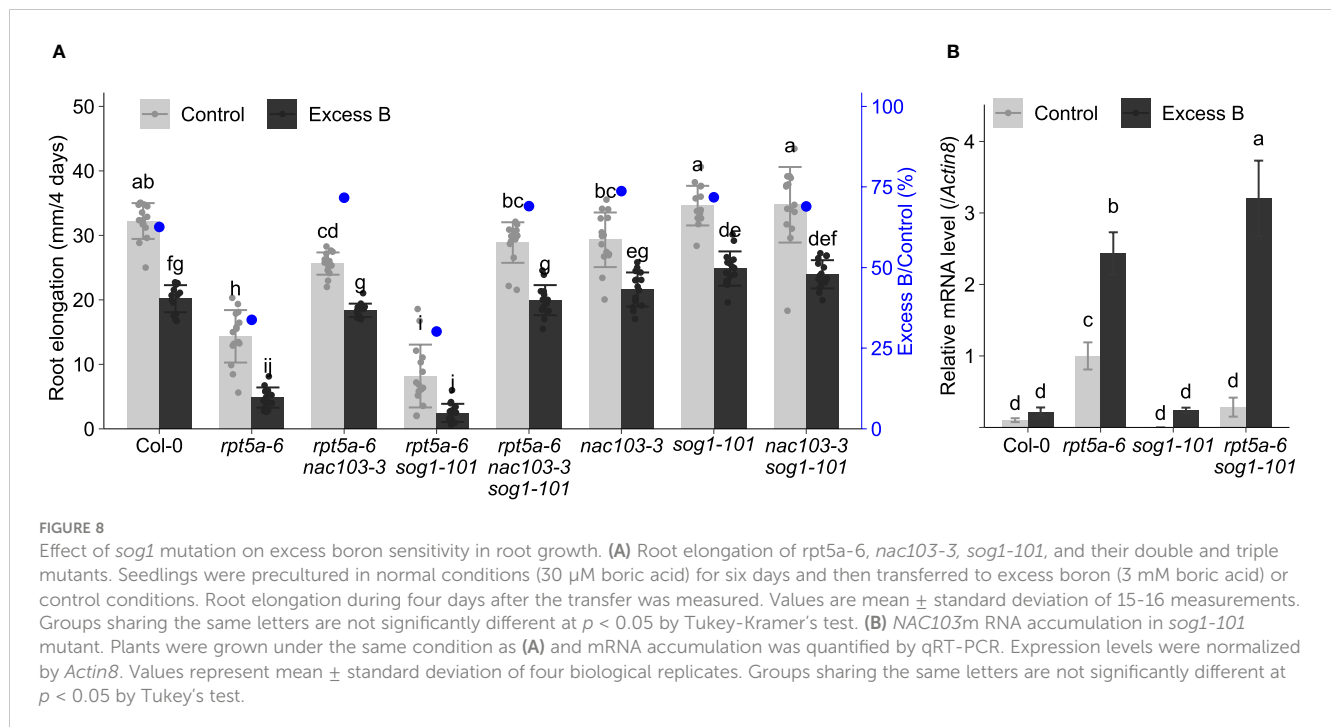 A
Control Excess B
50
40
30
20
10
0
Root elongation (mm/4 days)
100
75
50
25
0
Excess B/Control (%)
ab
fg
h
ij
cd
g
i
j
bc
g
bc
eg
a
de
a
def
Col-0 rpt5a-6 rpt5a-6 rpt5a-6 rpt5a-6 nac103-3 sog1-101 nac103-3
nac103-3 sog1-101 nac103-3 sog1-101
sog1-101
B
Control Excess B
4
3
2
1
Relative mRNA level (/Actin8)
d
d
c
b
d
d
d
a
Col-0 rpt5a-6 sog1-101 rpt5a-6
sog1-101
FIGURE 8
Effect of sog1 mutation on excess boron sensitivity in root growth. (A) Root elongation of rpt5a-6, nac103-3, sog1-101, and their double and triple
mutants. Seedlings were precultured in normal conditions (30 µM boric acid) for six days and then transferred to excess boron (3 mM boric acid) or
control conditions. Root elongation during four days after the transfer was measured. Values are mean ± standard deviation of 15-16 measurements.
Groups sharing the same letters are not significantly different at p < 0.05 by Tukey-Kramer's test. (B) NAC103m RNA accumulation in sog1-101
mutant. Plants were grown under the same condition as (A) and mRNA accumulation was quantified by qRT-PCR. Expression levels were normalized
by Actin8. Values represent mean ± standard deviation of four biological replicates. Groups sharing the same letters are not significantly different at
p < 0.05 by Tukey's test.